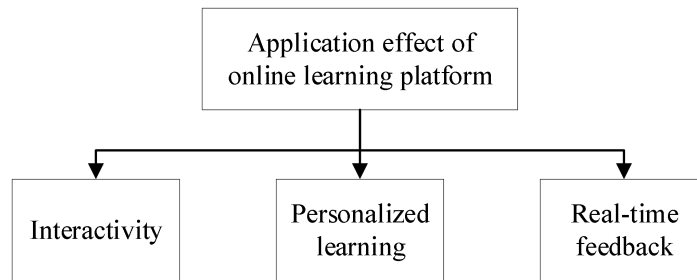 Application effect of
online learning platform
Interactivity
Personalized
learning
Real-time
feedback